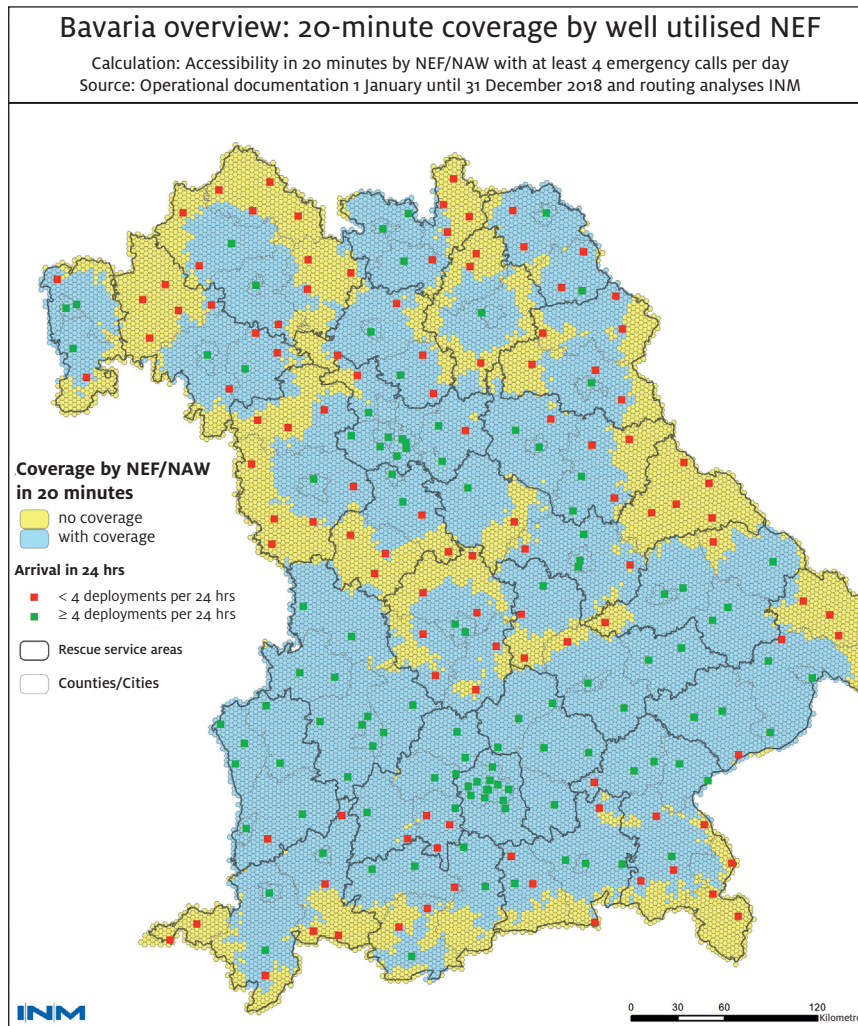 Bavaria overview: 20-minute coverage by well utilised NEF
Calculation: Accessibility in 20 minutes by NEF/NAW with at least 4 emergency calls per day
Source: Operational documentation 1 January until 31 December 2018 and routing analyses INM
Coverage by NEF/NAW
in 20 minutes
no coverage
with coverage
Arrival in 24 hrs
< 4 deployments per 24 hrs
≥ 4 deployments per 24 hrs
Rescue service areas
Counties/Cities
INM
0 30 60 120
Kilometre